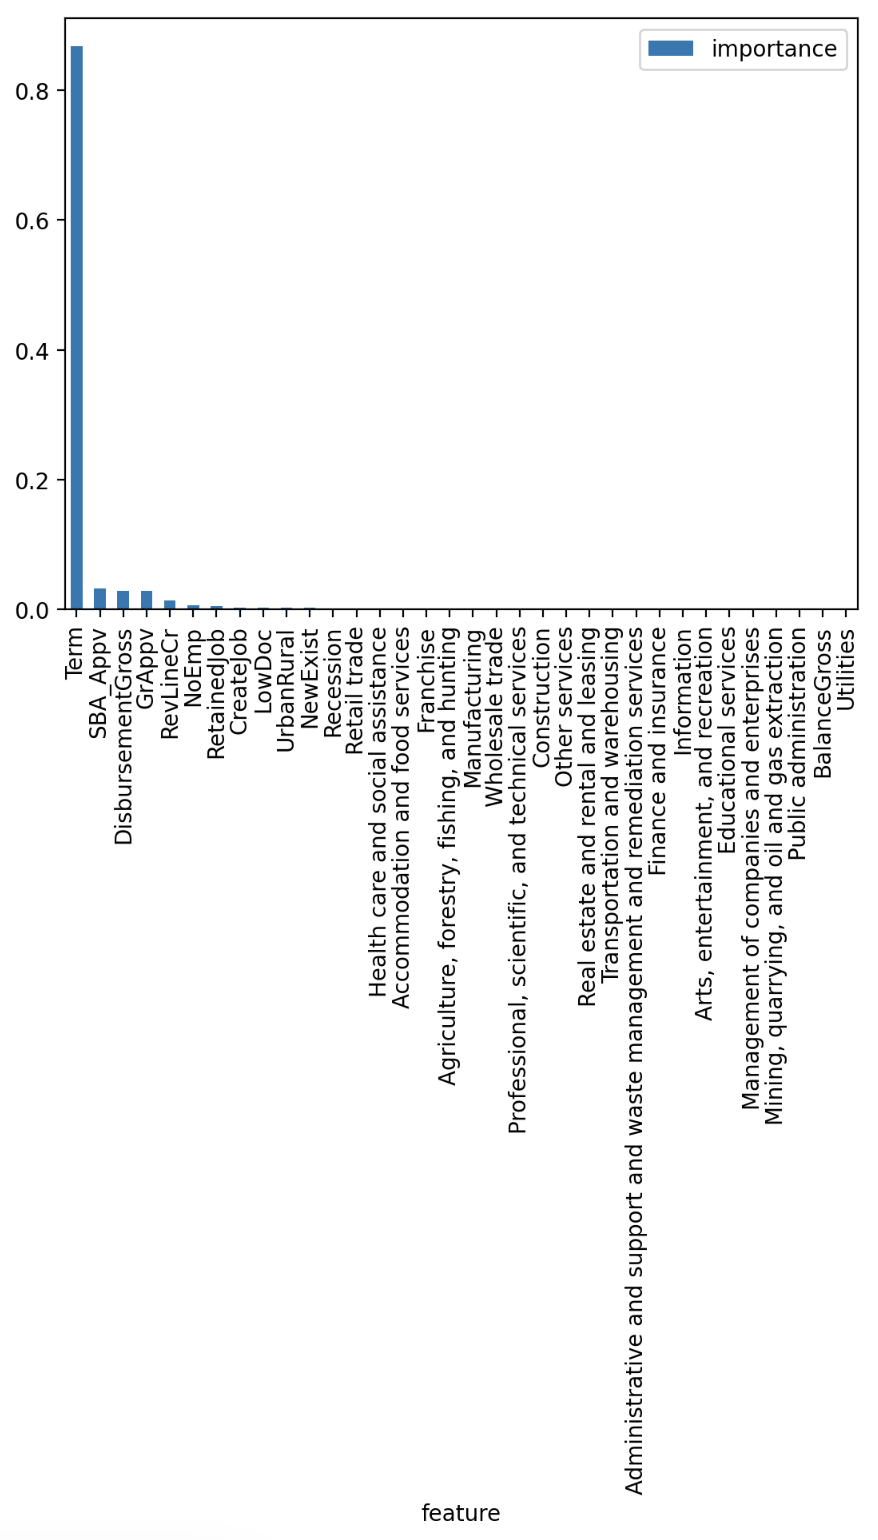 importance
0.8
0.6
0.4
0.2
0.0
Term
SBA_Appv
DisbursementGross
GrAppv
RevLineCr
NoEmp
RetainedJob
CreateJob
LowDoc
UrbanRural
NewExist
Recession
Retail trade
Health care and social assistance
Accommodation and food services
Franchise
Agriculture, forestry, fishing, and hunting
Manufacturing
Wholesale trade
Professional, scientific, and technical services
Construction
Other services
Real estate and rental and leasing
Transportation and warehousing
Administrative and support and waste management and remediation services
Finance and insurance
Information
Arts, entertainment, and recreation
Educational services
Management of companies and enterprises
Mining, quarrying, and oil and gas extraction
Public administration
BalanceGross
Utilities
feature